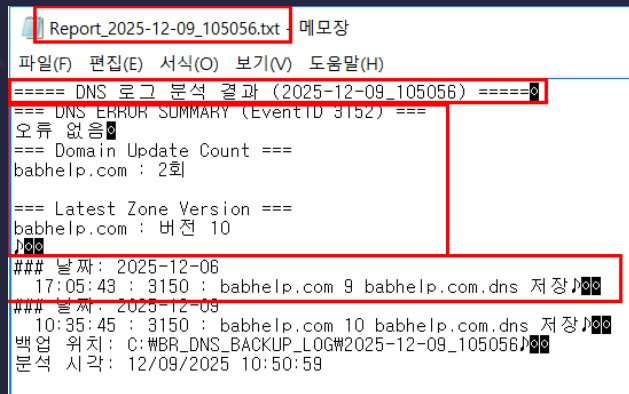 Report_2025-12-09_105056.txt - 메모장
파일(F) 편집(E) 서식(O) 보기(V) 도움말(H)
===== DNS 로그 분석 결과 (2025-12-09_105056) =====◙
=== DNS ERROR SUMMARY (EventID 3152) ===
오류 없음◙
=== Domain Update Count ===
babhelp.com : 2회
=== Latest Zone Version ===
babhelp.com : 버전 10
♪◙◙
### 날짜: 2025-12-06
17:05:43 : 3150 : babhelp.com 9 babhelp.com.dns 저장♪◙◙
### 날짜: 2025-12-09
10:35:45 : 3150 : babhelp.com 10 babhelp.com.dns 저장♪◙◙
백업 위치: C:₩BR_DNS_BACKUP_LOG₩2025-12-09_105056♪◙◙
분석 시각: 12/09/2025 10:50:59